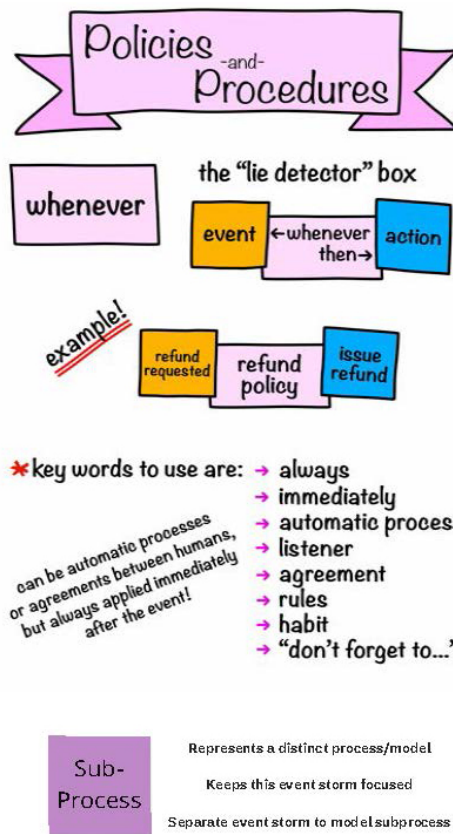 Policies
-and-
Procedures
whenever
the "lie detector" box
event
←whenever
then→
action
example!
refund
requested
refund
policy
issue
refund
*key words to use are:
→ always
→ immediately
→ automatic proces
→ listener
→ agreement
→ rules
→ habit
→ "don't forget to..."
can be automatic processes
or agreements between humans,
but always applied immediately
after the event!
Sub-
Process
Represents a distinct process/model
Keeps this event storm focused
Separate event storm to model subprocess